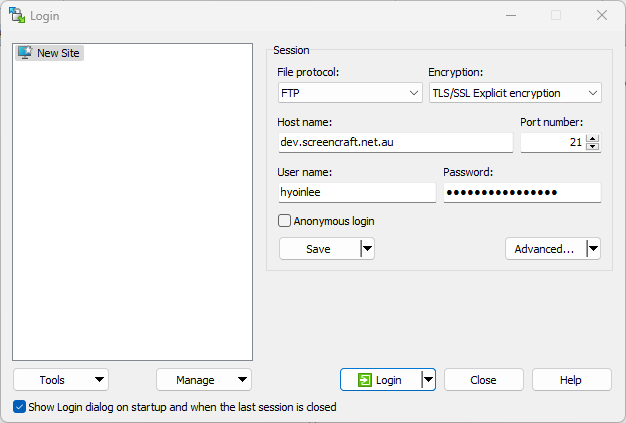 Login
New Site
Session
File protocol:
Encryption:
FTP
TLS/SSL Explicit encryption
Host name:
Port number:
dev.screencraft.net.au
21
User name:
Password:
hyoinlee
●●●●●●●●●●●●●●●●
Anonymous login
Save
Advanced...
Tools
Manage
Login
Close
Help
Show Login dialog on startup and when the last session is closed